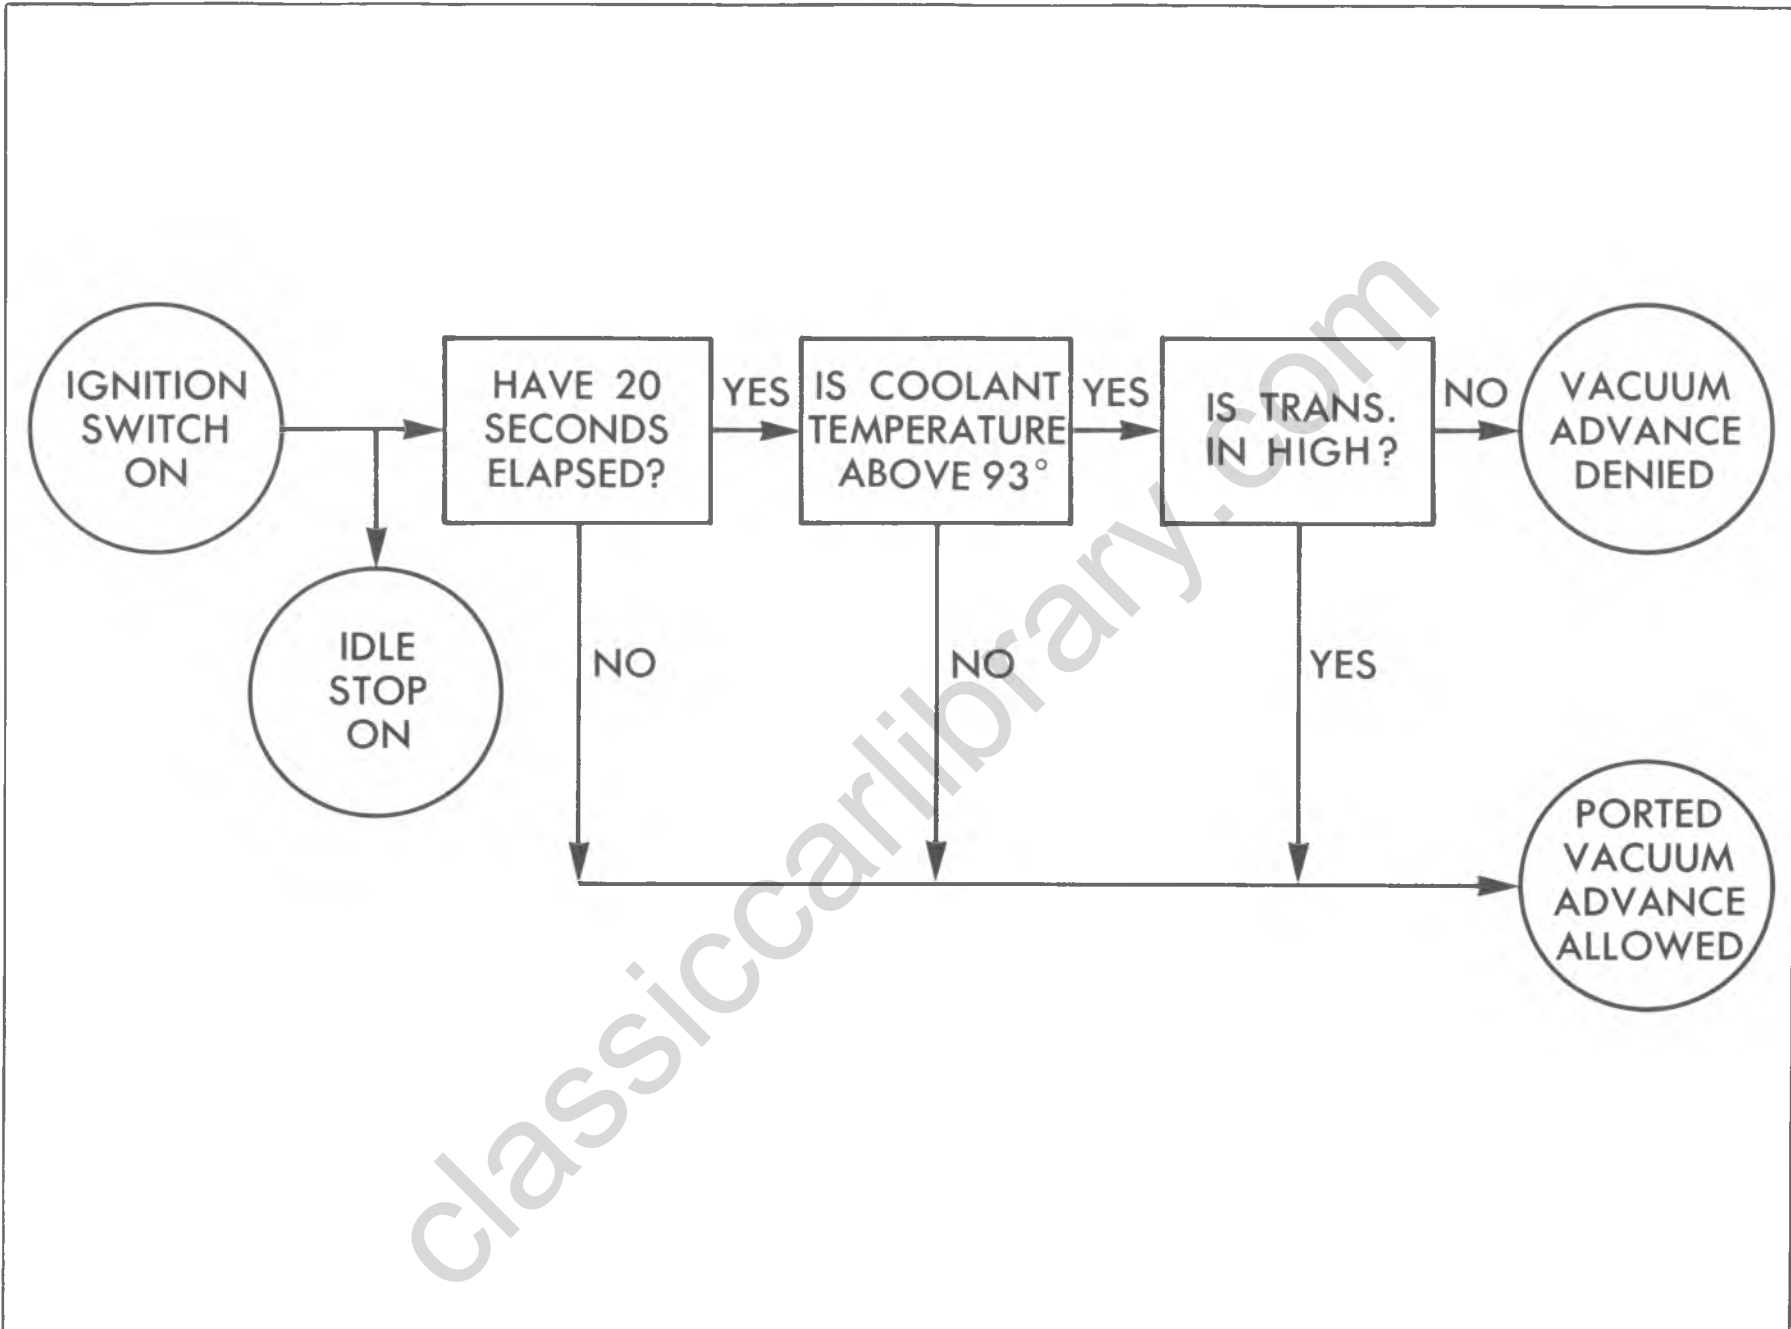 IGNITION
SWITCH
ON
IDLE
STOP
ON
HAVE 20
SECONDS
ELAPSED?
YES
NO
IS COOLANT
TEMPERATURE
ABOVE 93°
YES
NO
IS TRANS.
IN HIGH?
NO
YES
VACUUM
ADVANCE
DENIED
PORTED
VACUUM
ADVANCE
ALLOWED
classiccarlibrary.com